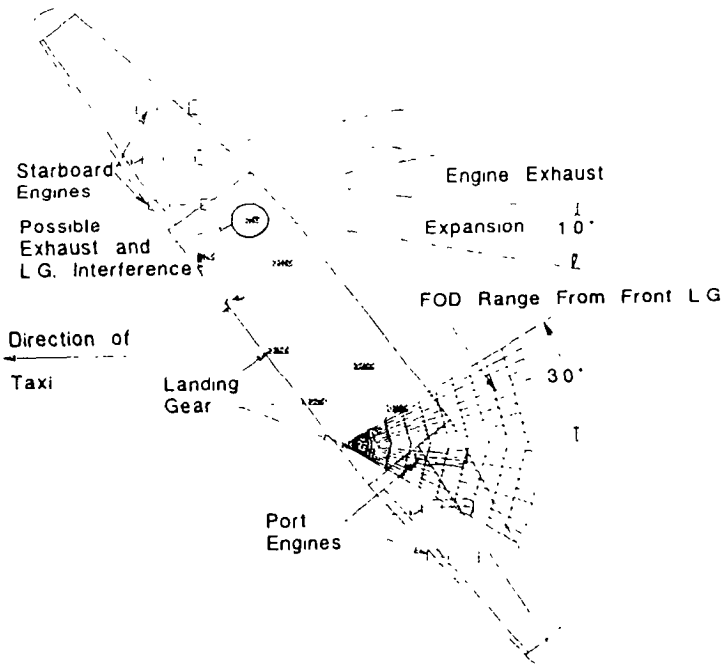 Starboard
Engines
Possible
Exhaust and
L.G. Interference
Engine Exhaust
Expansion 10°
FOD Range From Front L G
30°
Direction of
Taxi
Landing
Gear
Port
Engines